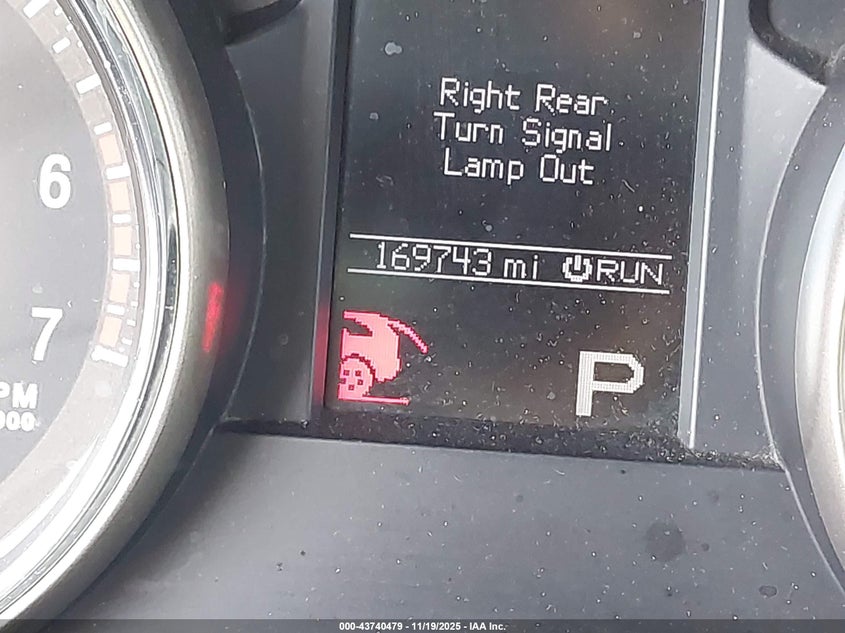 6
7
Right Rear
Turn Signal
Lamp Out
169743 mi RUN
P
PM
000-43740479 - 11/19/2025 - IAA Inc.